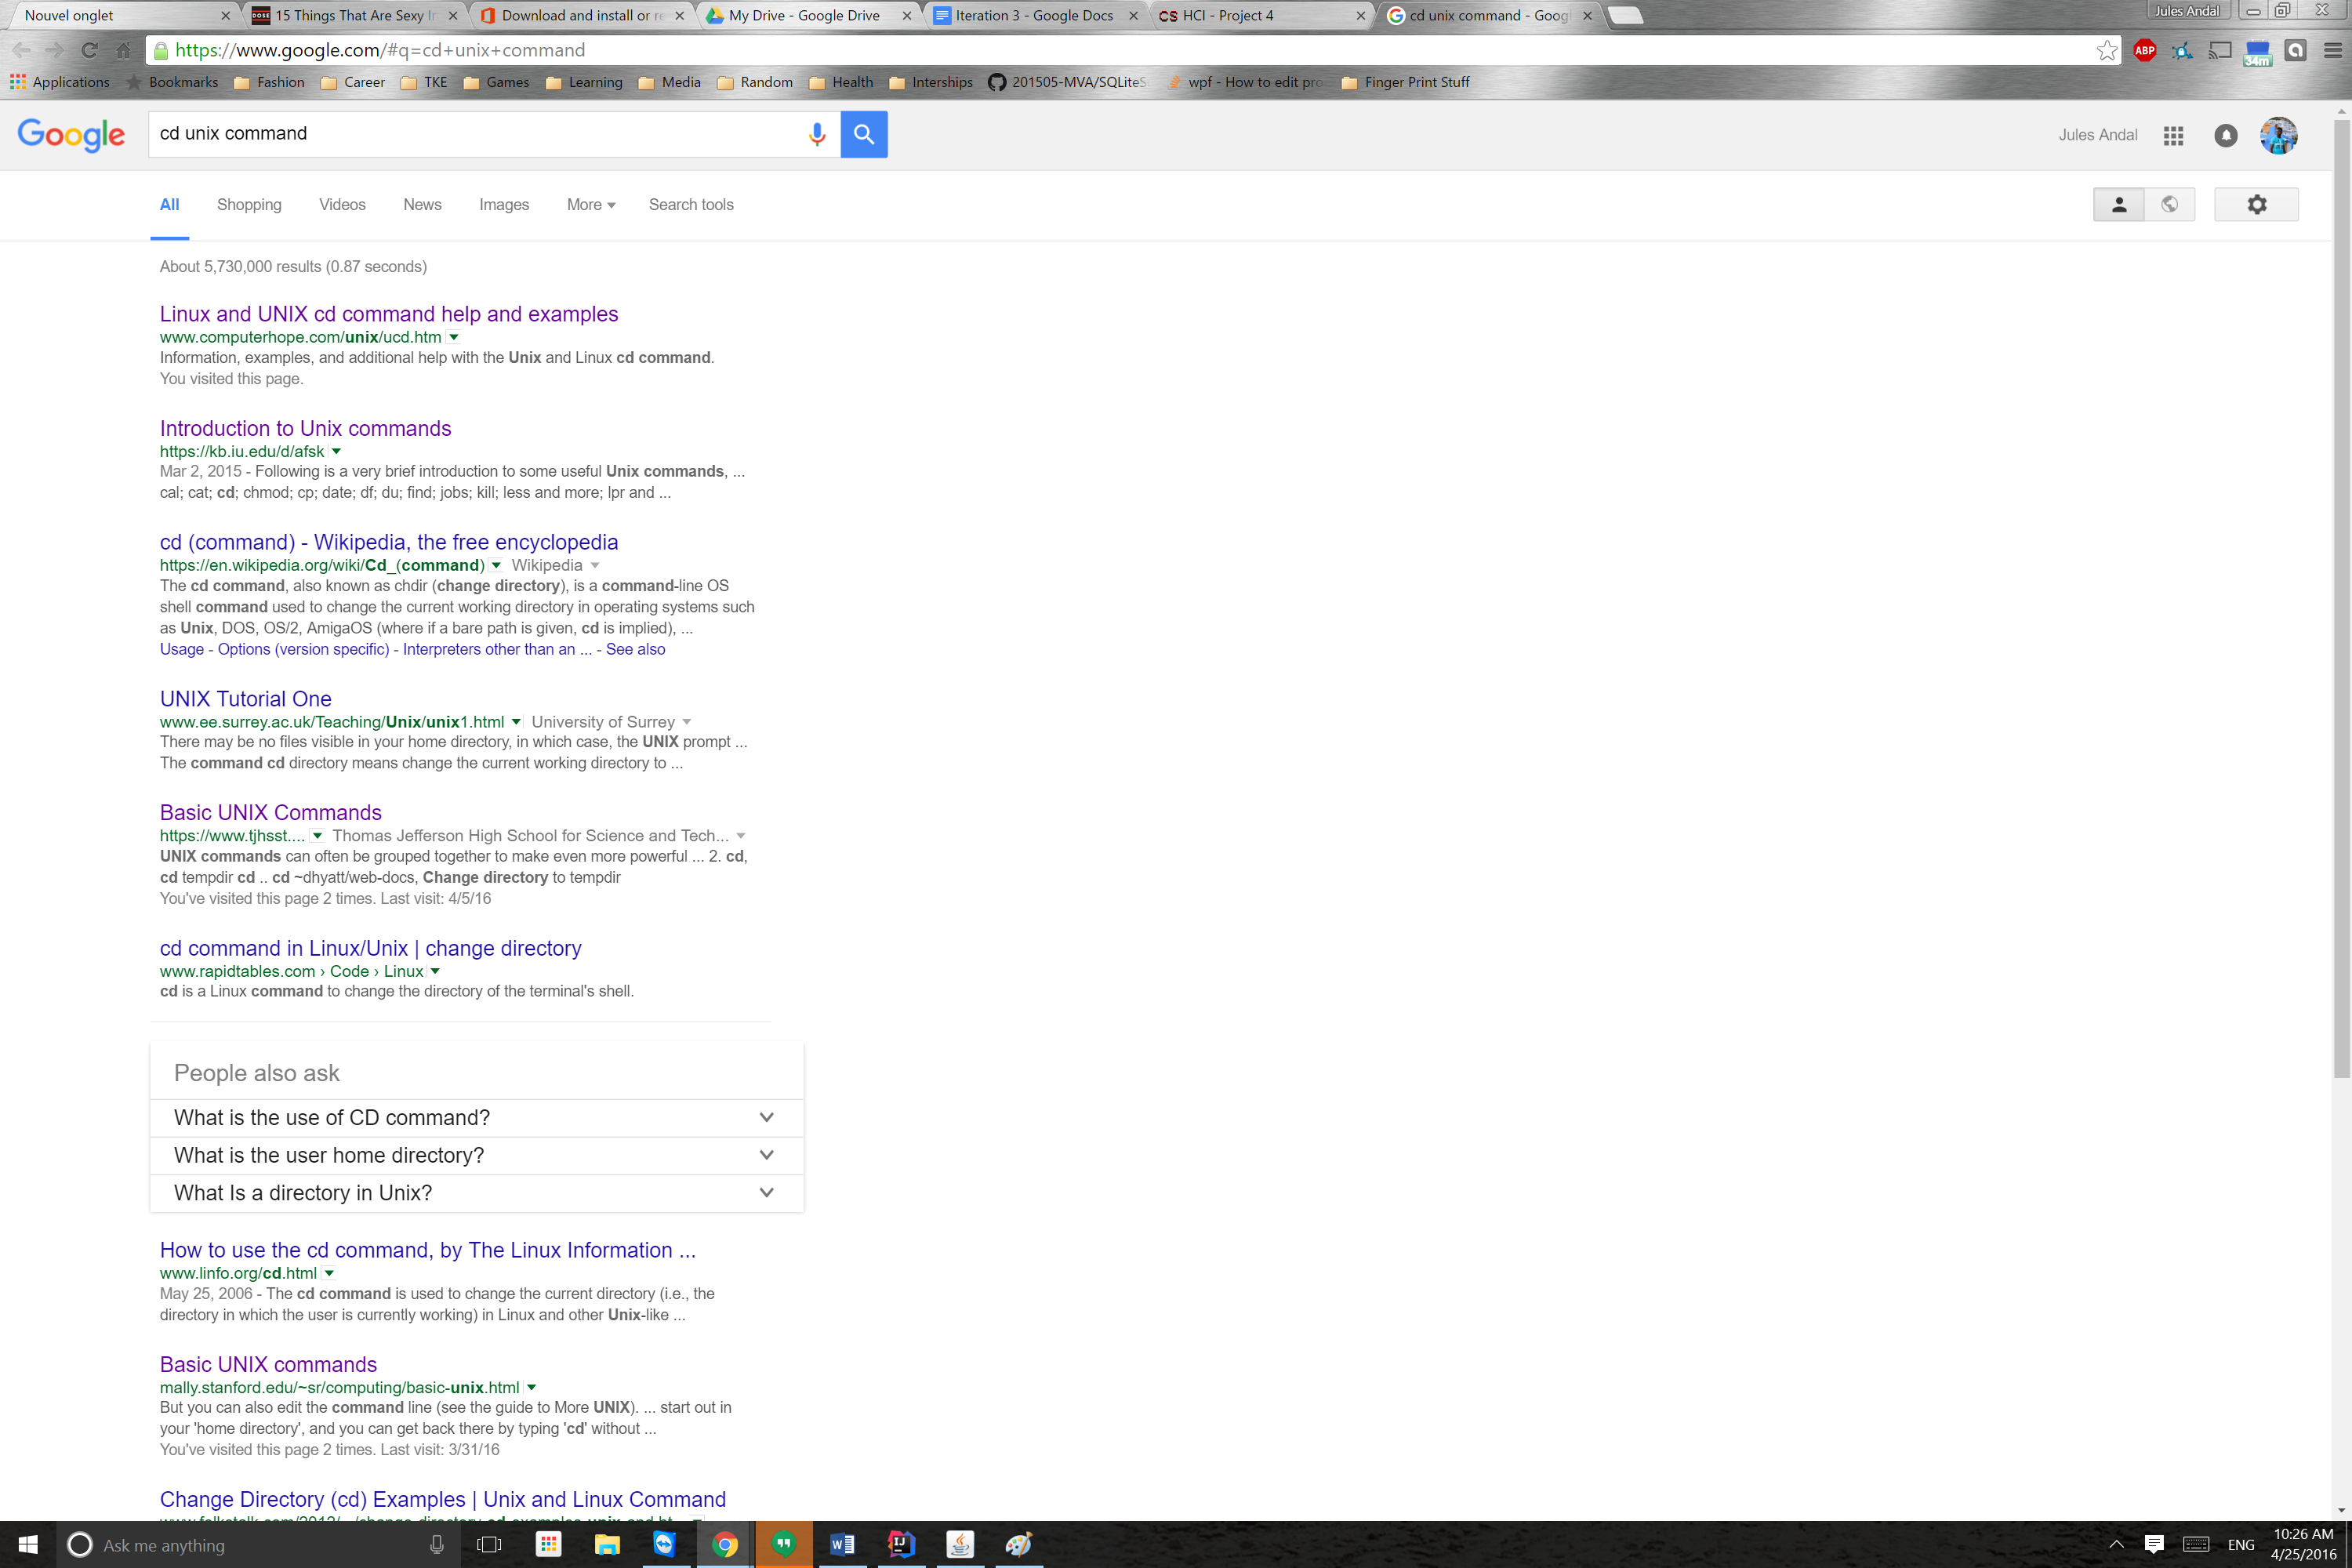 Nouvel onglet
15 Things That Are Sexy Ir
Download and install or re
My Drive - Google Drive
Iteration 3 - Google Docs
HCI - Project 4
cd unix command - Goog
Jules Andal
https://www.google.com/#q=cd+unix+command
ABP
34m
Applications
Bookmarks
Fashion
Career
TKE
Games
Learning
Media
Random
Health
Interships
201505-MVA/SQLiteS
wpf - How to edit pro
Finger Print Stuff
Google
cd unix command
Jules Andal
All
Shopping
Videos
News
Images
More
Search tools
About 5,730,000 results (0.87 seconds)
Linux and UNIX cd command help and examples
www.computerhope.com/unix/ucd.htm
Information, examples, and additional help with the Unix and Linux cd command.
You visited this page.
Introduction to Unix commands
https://kb.iu.edu/d/afsk
Mar 2, 2015 - Following is a very brief introduction to some useful Unix commands, ...
cal; cat; cd; chmod; cp; date; df; du; find; jobs; kill; less and more; lpr and ...
cd (command) - Wikipedia, the free encyclopedia
https://en.wikipedia.org/wiki/Cd_(command) Wikipedia
The cd command, also known as chdir (change directory), is a command-line OS
shell command used to change the current working directory in operating systems such
as Unix, DOS, OS/2, AmigaOS (where if a bare path is given, cd is implied), ...
Usage - Options (version specific) - Interpreters other than an ... - See also
UNIX Tutorial One
www.ee.surrey.ac.uk/Teaching/Unix/unix1.html University of Surrey
There may be no files visible in your home directory, in which case, the UNIX prompt ...
The command cd directory means change the current working directory to ...
Basic UNIX Commands
https://www.tjhsst.... Thomas Jefferson High School for Science and Tech...
UNIX commands can often be grouped together to make even more powerful ... 2. cd,
cd tempdir cd .. cd ~dhyatt/web-docs, Change directory to tempdir
You've visited this page 2 times. Last visit: 4/5/16
cd command in Linux/Unix | change directory
www.rapidtables.com › Code › Linux
cd is a Linux command to change the directory of the terminal's shell.
People also ask
What is the use of CD command?
What is the user home directory?
What Is a directory in Unix?
How to use the cd command, by The Linux Information ...
www.linfo.org/cd.html
May 25, 2006 - The cd command is used to change the current directory (i.e., the
directory in which the user is currently working) in Linux and other Unix-like ...
Basic UNIX commands
mally.stanford.edu/~sr/computing/basic-unix.html
But you can also edit the command line (see the guide to More UNIX). ... start out in
your 'home directory', and you can get back there by typing 'cd' without ...
You've visited this page 2 times. Last visit: 3/31/16
Change Directory (cd) Examples | Unix and Linux Command
Ask me anything
ENG
10:26 AM
4/25/2016